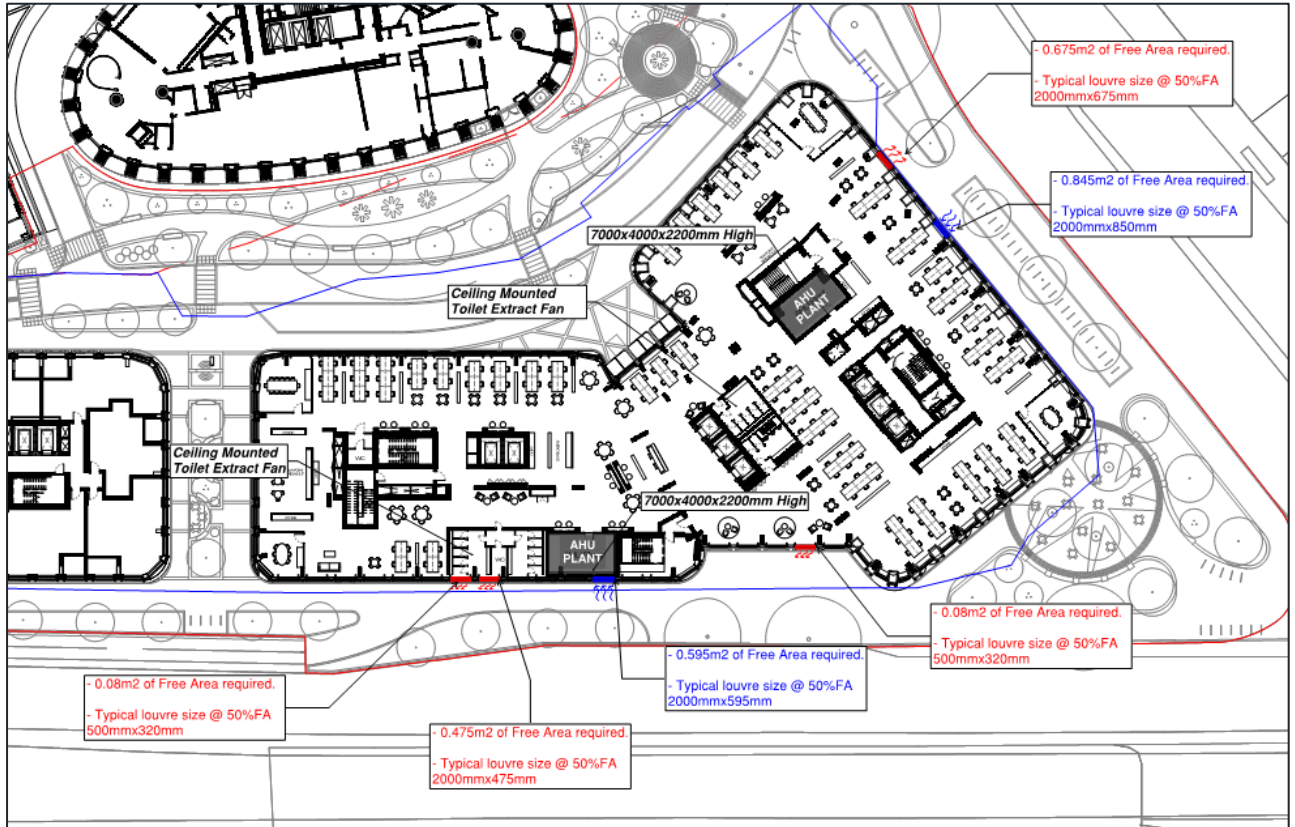 - 0.675m2 of Free Area required.
- Typical louvre size @ 50%FA
2000mmx675mm
- 0.845m2 of Free Area required.
- Typical louvre size @ 50%FA
2000mmx850mm
7000x4000x2200mm High
AHU
PLANT
Ceiling Mounted
Toilet Extract Fan
Ceiling Mounted
Toilet Extract Fan
WC
7000x4000x2200mm High
AHU
PLANT
WC
- 0.08m2 of Free Area required.
- Typical louvre size @ 50%FA
500mmx320mm
- 0.595m2 of Free Area required.
- Typical louvre size @ 50%FA
2000mmx595mm
- 0.08m2 of Free Area required.
- Typical louvre size @ 50%FA
500mmx320mm
- 0.475m2 of Free Area required.
- Typical louvre size @ 50%FA
2000mmx475mm